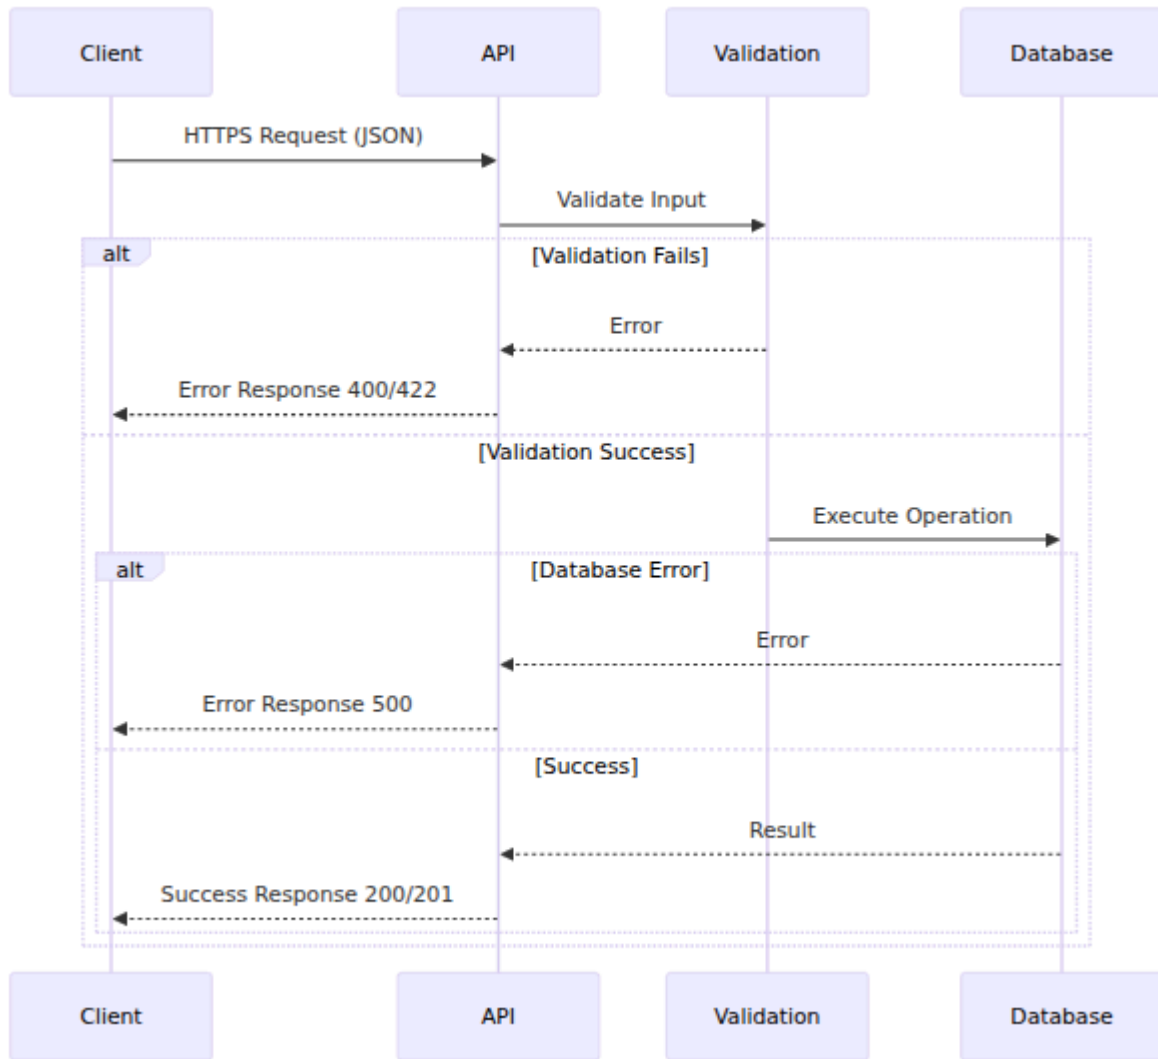 Client
API
Validation
Database
HTTPS Request (JSON)
Validate Input
alt
[Validation Fails]
Error
Error Response 400/422
[Validation Success]
Execute Operation
alt
[Database Error]
Error
Error Response 500
[Success]
Result
Success Response 200/201
Client
API
Validation
Database